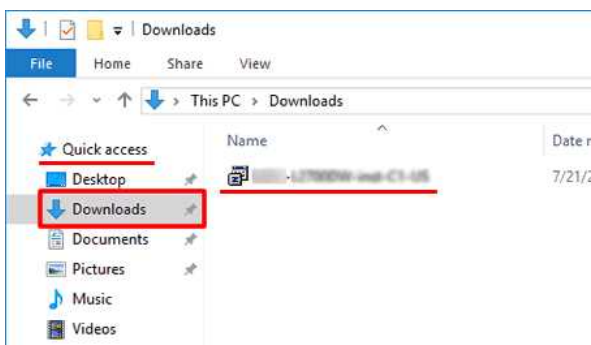 Downloads
File Home Share View
This PC > Downloads
Quick access
Name
Date
Desktop
7/21/2
Downloads
Documents
Pictures
Music
Videos